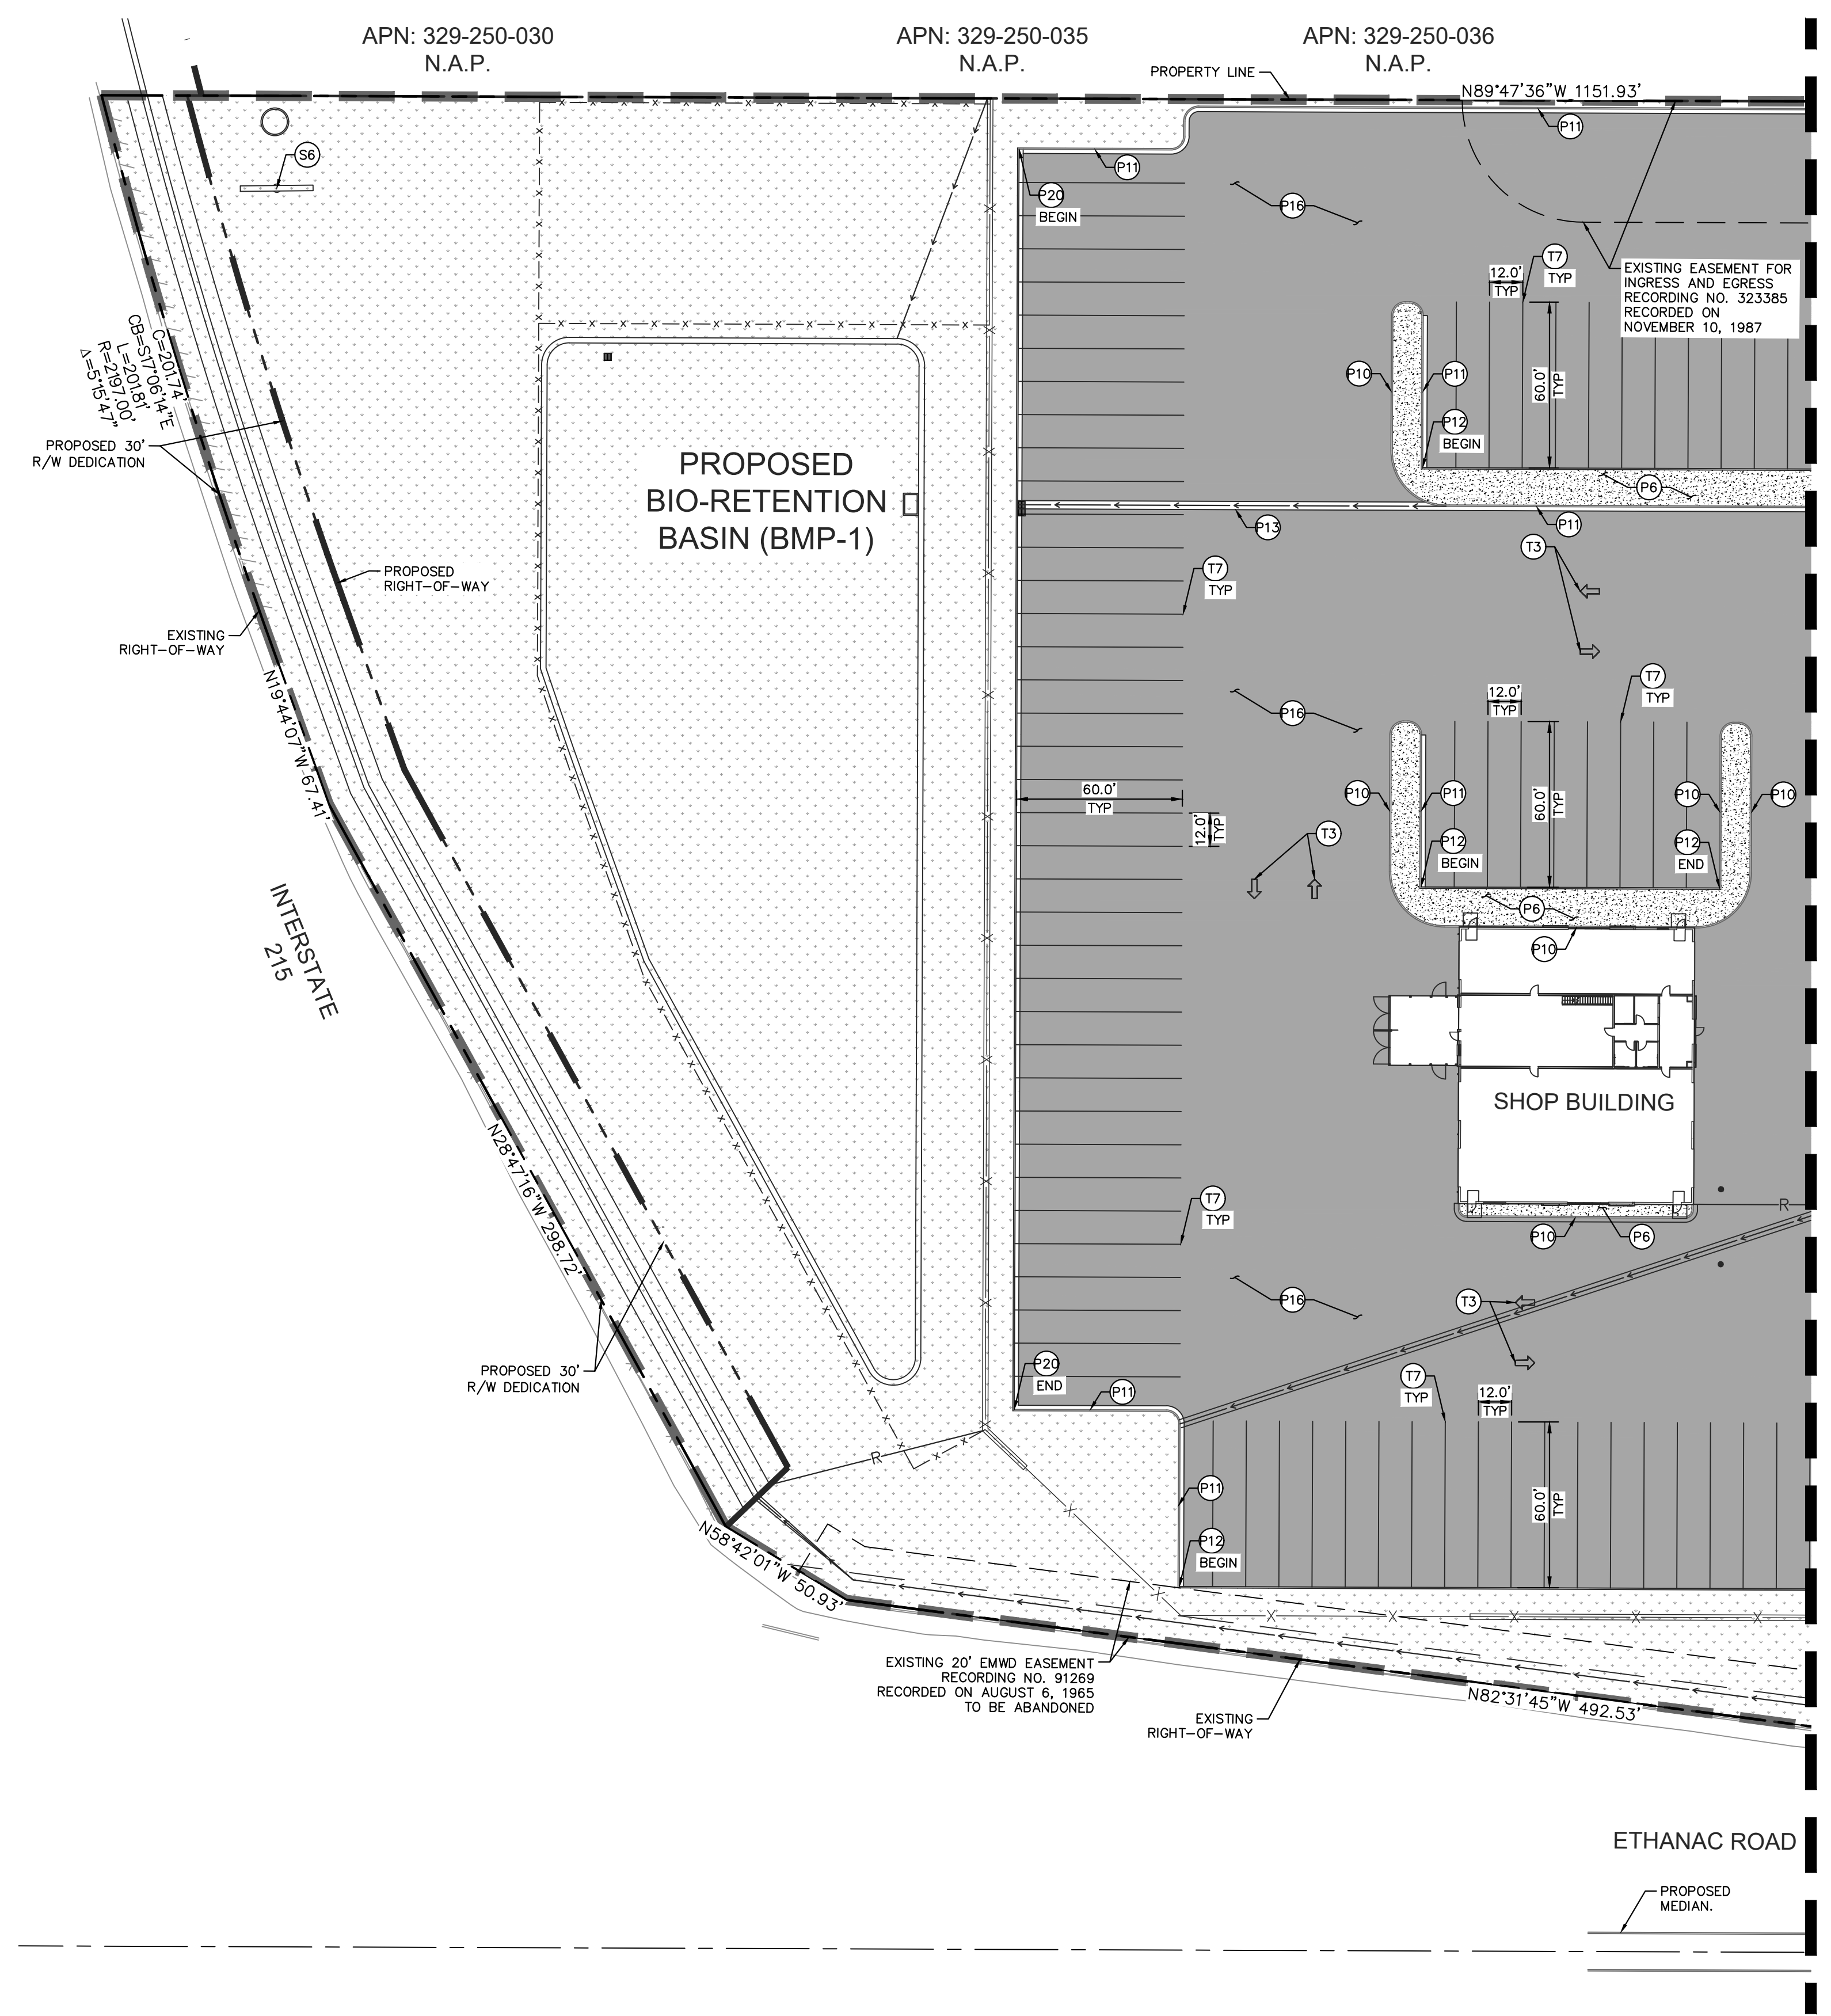 APN: 329-250-030
N.A.P.
APN: 329-250-035
N.A.P.
APN: 329-250-036
N.A.P.
PROPERTY LINE
N89°47'36"W 1151.93'
P11
S6
P11
P20
BEGIN
P16
EXISTING EASEMENT FOR
INGRESS AND EGRESS
RECORDING NO. 323385
RECORDED ON
NOVEMBER 10, 1987
12.0'
TYP
T7
TYP
60.0'
TYP
P10
P11
P12
BEGIN
P6
P11
P13
C=201.74'
CB=S17°06'14"E
L=201.81'
R=2197.00'
Δ=5°15'47"
PROPOSED 30'
R/W DEDICATION
PROPOSED
BIO-RETENTION
BASIN (BMP-1)
PROPOSED
RIGHT-OF-WAY
EXISTING
RIGHT-OF-WAY
T3
T7
TYP
N19°44'07"W 67.41'
T7
TYP
12.0'
TYP
P16
60.0'
TYP
12.0'
TYP
T3
60.0'
TYP
P10
P11
P12
BEGIN
P10
P10
P12
END
P6
P10
INTERSTATE
215
SHOP BUILDING
N28°47'16"W 298.72'
T7
TYP
R
P10
P6
P16
T3
PROPOSED 30'
R/W DEDICATION
P20
END
P11
T7
TYP
12.0'
TYP
R
P11
60.0'
TYP
P12
BEGIN
N58°42'01"W 50.93'
EXISTING 20' EMWD EASEMENT
RECORDING NO. 91269
RECORDED ON AUGUST 6, 1965
TO BE ABANDONED
EXISTING
RIGHT-OF-WAY
N82°31'45"W 492.53'
ETHANAC ROAD
PROPOSED
MEDIAN.